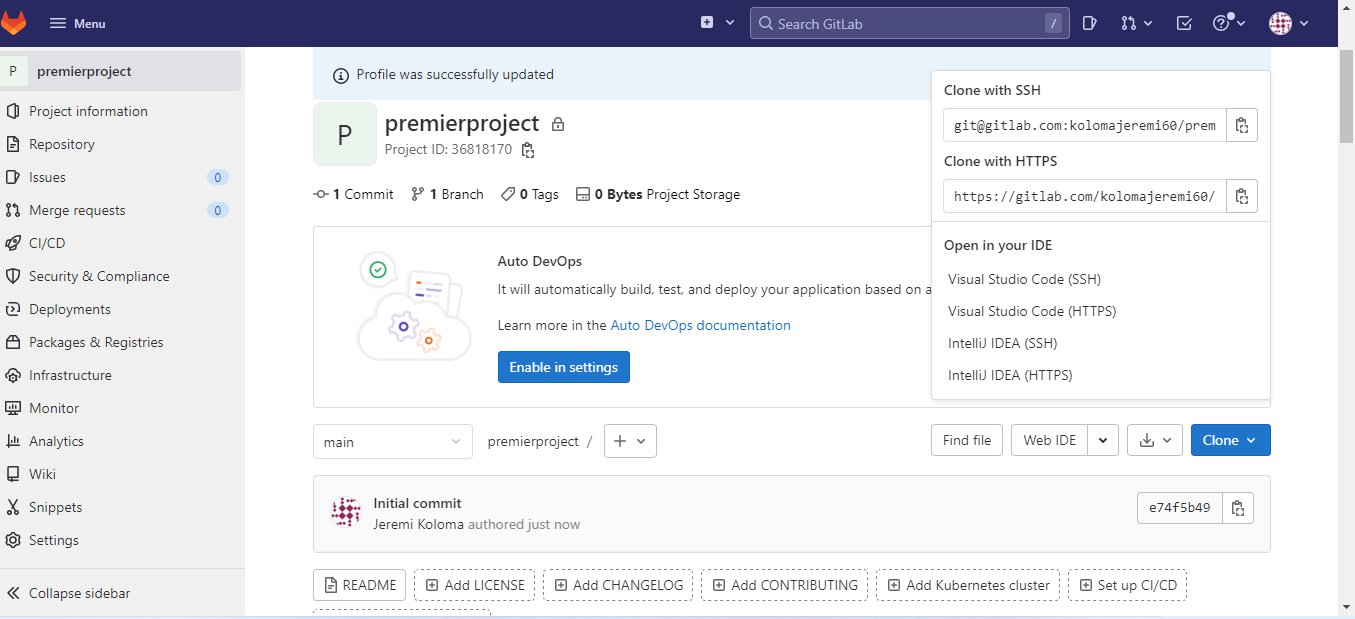 Menu
Search GitLab
/
P
premierproject
Project information
Repository
Issues
0
Merge requests
0
CI/CD
Security & Compliance
Deployments
Packages & Registries
Infrastructure
Monitor
Analytics
Wiki
Snippets
Settings
Collapse sidebar
Profile was successfully updated
P
premierproject
Project ID: 36818170
1 Commit
1 Branch
0 Tags
0 Bytes Project Storage
Auto DevOps
It will automatically build, test, and deploy your application based on a
Learn more in the Auto DevOps documentation
Enable in settings
Clone with SSH
git@gitlab.com:kolomajeremi60/prem
Clone with HTTPS
https://gitlab.com/kolomajeremi60/
Open in your IDE
Visual Studio Code (SSH)
Visual Studio Code (HTTPS)
IntelliJ IDEA (SSH)
IntelliJ IDEA (HTTPS)
main
premierproject /
Find file
Web IDE
Clone
Initial commit
Jeremi Koloma authored just now
e74f5b49
README
Add LICENSE
Add CHANGELOG
Add CONTRIBUTING
Add Kubernetes cluster
Set up CI/CD